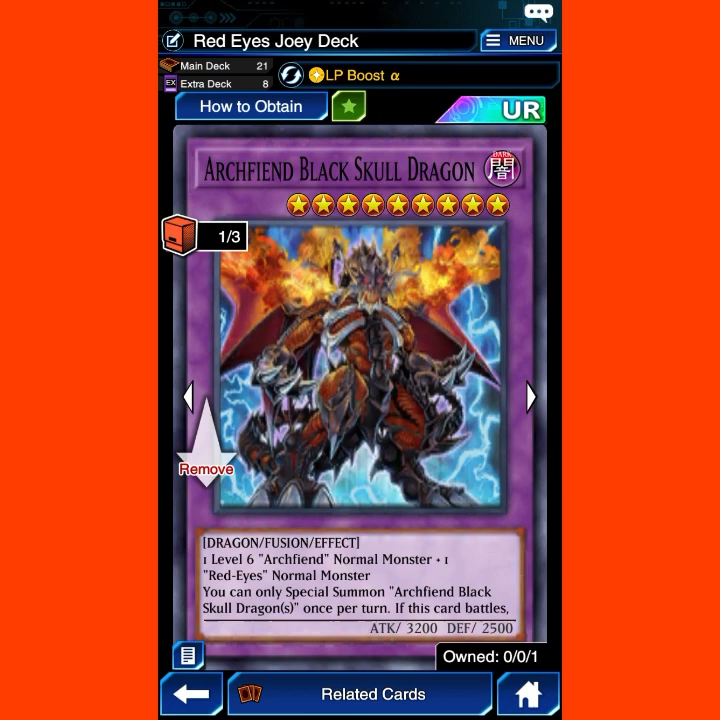 Red Eyes Joey Deck
MENU
Main Deck 21
EX Extra Deck 8
LP Boost α
How to Obtain
UR
ARCHFIEND BLACK SKULL DRAGON
DARK
闇
1/3
Remove
[DRAGON/FUSION/EFFECT]
1 Level 6 "Archfiend" Normal Monster + 1
"Red-Eyes" Normal Monster
You can only Special Summon "Archfiend Black
Skull Dragon(s)" once per turn. If this card battles,
ATK/ 3200 DEF/ 2500
Owned: 0/0/1
Related Cards